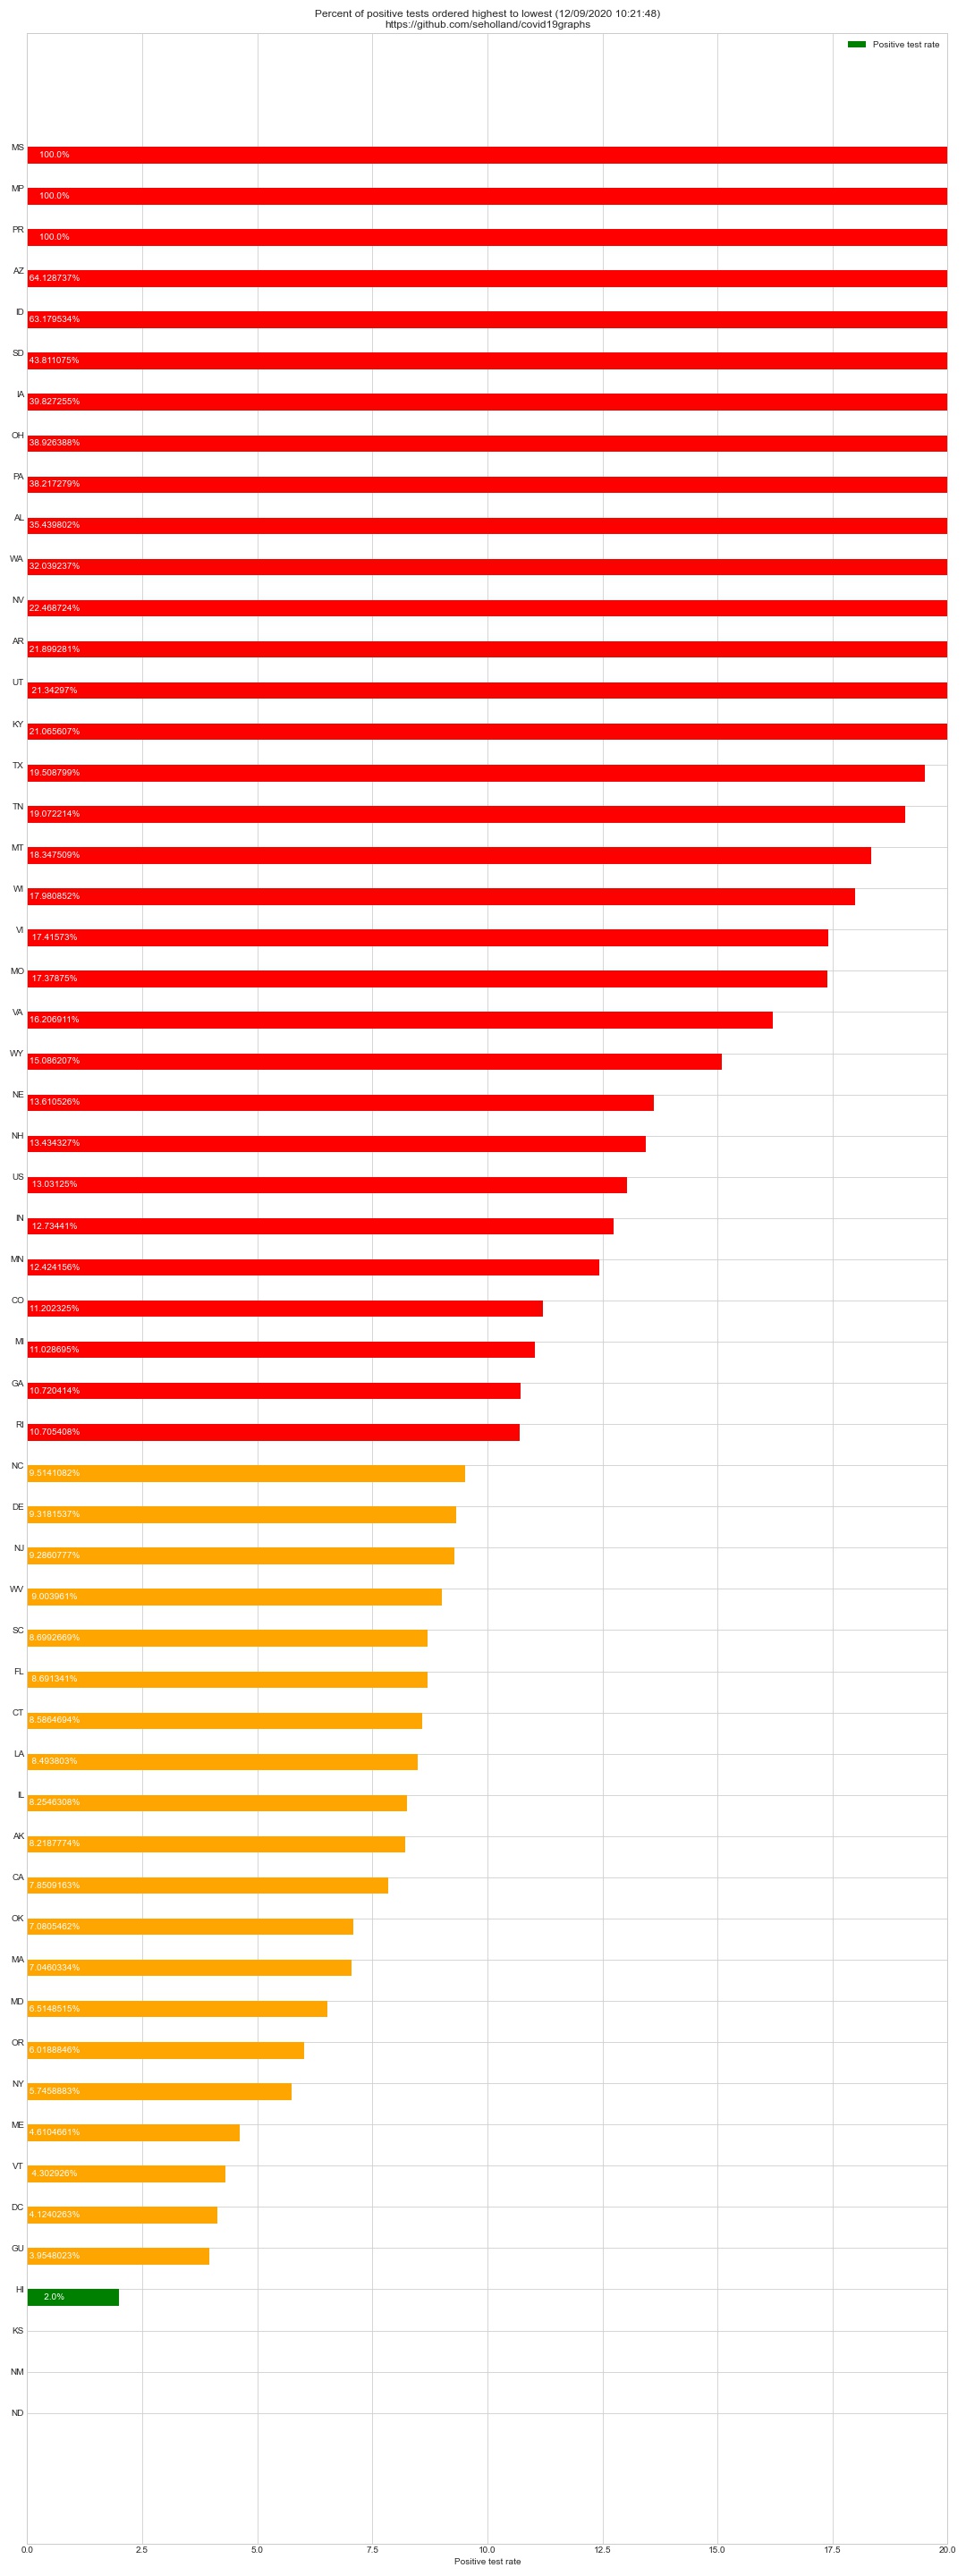 Percent of positive tests ordered highest to lowest (12/09/2020 10:21:48)
https://github.com/seholland/covid19graphs
Positive test rate
MS 100.0%
MP 100.0%
PR 100.0%
AZ 64.128737%
ID 63.179534%
SD 43.811075%
IA 39.827255%
OH 38.926388%
PA 38.217279%
AL 35.439802%
WA 32.039237%
NV 22.468724%
AR 21.899281%
UT 21.34297%
KY 21.065607%
TX 19.508799%
TN 19.072214%
MT 18.347509%
WI 17.980852%
VI 17.41573%
MO 17.37875%
VA 16.206911%
WY 15.086207%
NE 13.610526%
NH 13.434327%
US 13.03125%
IN 12.73441%
MN 12.424156%
CO 11.202325%
MI 11.028695%
GA 10.720414%
RI 10.705408%
NC 9.5141082%
DE 9.3181537%
NJ 9.2860777%
WV 9.003961%
SC 8.6992669%
FL 8.691341%
CT 8.5864694%
LA 8.493803%
IL 8.2546308%
AK 8.2187774%
CA 7.8509163%
OK 7.0805462%
MA 7.0460334%
MD 6.5148515%
OR 6.0188846%
NY 5.7458883%
ME 4.6104661%
VT 4.302926%
DC 4.1240263%
GU 3.9548023%
HI 2.0%
KS
NM
ND
0.0 2.5 5.0 7.5 10.0 12.5 15.0 17.5 20.0
Positive test rate